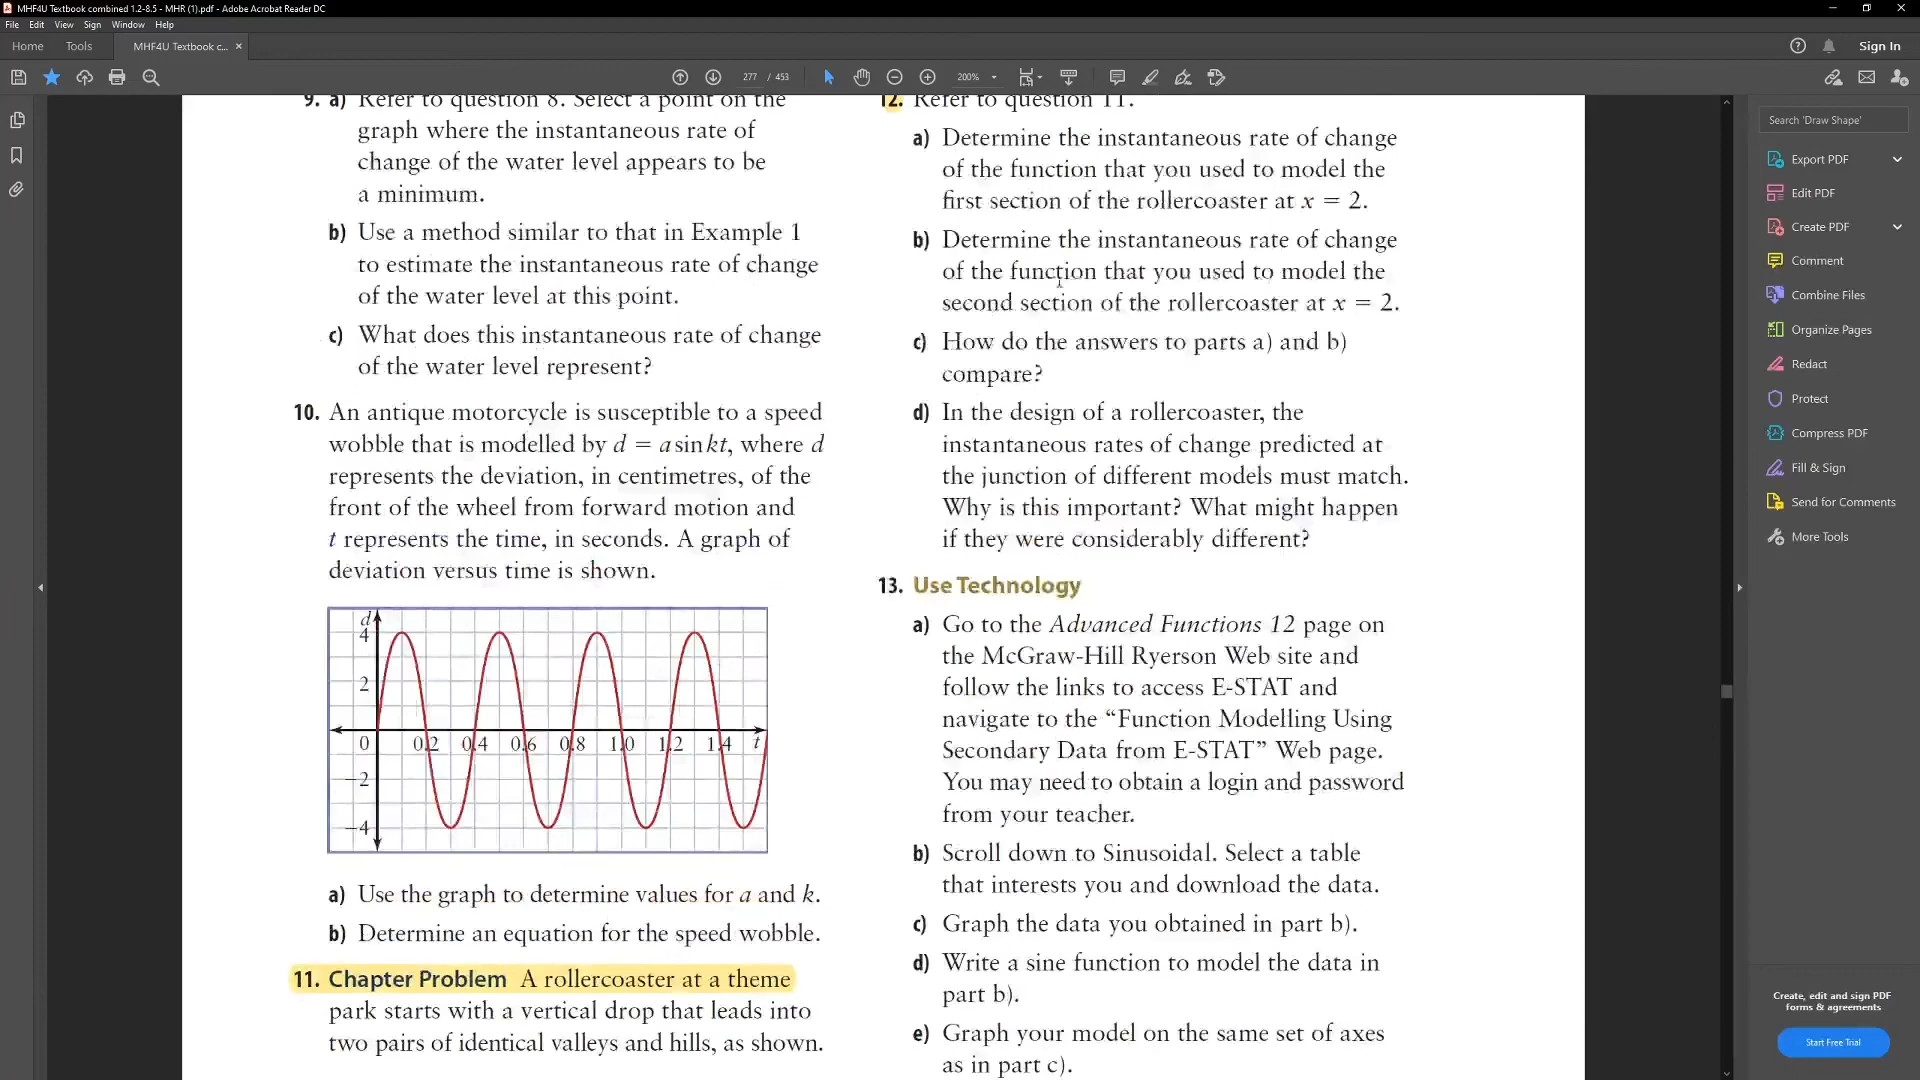 MHF4U Textbook combined 1.2-8.5 - MHR (1).pdf - Adobe Acrobat Reader DC
File Edit View Sign Window Help
Home Tools MHF4U Textbook c... × Sign In
277 / 453 200%
9. a) Refer to question 8. Select a point on the
graph where the instantaneous rate of
change of the water level appears to be
a minimum.
b) Use a method similar to that in Example 1
to estimate the instantaneous rate of change
of the water level at this point.
c) What does this instantaneous rate of change
of the water level represent?
10. An antique motorcycle is susceptible to a speed
wobble that is modelled by d = a sin kt, where d
represents the deviation, in centimetres, of the
front of the wheel from forward motion and
t represents the time, in seconds. A graph of
deviation versus time is shown.
d
4
2
0 0.2 0.4 0.6 0.8 1.0 1.2 1.4 t
−2
−4
a) Use the graph to determine values for a and k.
b) Determine an equation for the speed wobble.
11. Chapter Problem A rollercoaster at a theme
park starts with a vertical drop that leads into
two pairs of identical valleys and hills, as shown.
12. Refer to question 11.
a) Determine the instantaneous rate of change
of the function that you used to model the
first section of the rollercoaster at x = 2.
b) Determine the instantaneous rate of change
of the function that you used to model the
second section of the rollercoaster at x = 2.
c) How do the answers to parts a) and b)
compare?
d) In the design of a rollercoaster, the
instantaneous rates of change predicted at
the junction of different models must match.
Why is this important? What might happen
if they were considerably different?
13. Use Technology
a) Go to the Advanced Functions 12 page on
the McGraw-Hill Ryerson Web site and
follow the links to access E-STAT and
navigate to the “Function Modelling Using
Secondary Data from E-STAT” Web page.
You may need to obtain a login and password
from your teacher.
b) Scroll down to Sinusoidal. Select a table
that interests you and download the data.
c) Graph the data you obtained in part b).
d) Write a sine function to model the data in
part b).
e) Graph your model on the same set of axes
as in part c).
Search 'Draw Shape'
Export PDF
Edit PDF
Create PDF
Comment
Combine Files
Organize Pages
Redact
Protect
Compress PDF
Fill & Sign
Send for Comments
More Tools
Create, edit and sign PDF
forms & agreements
Start Free Trial